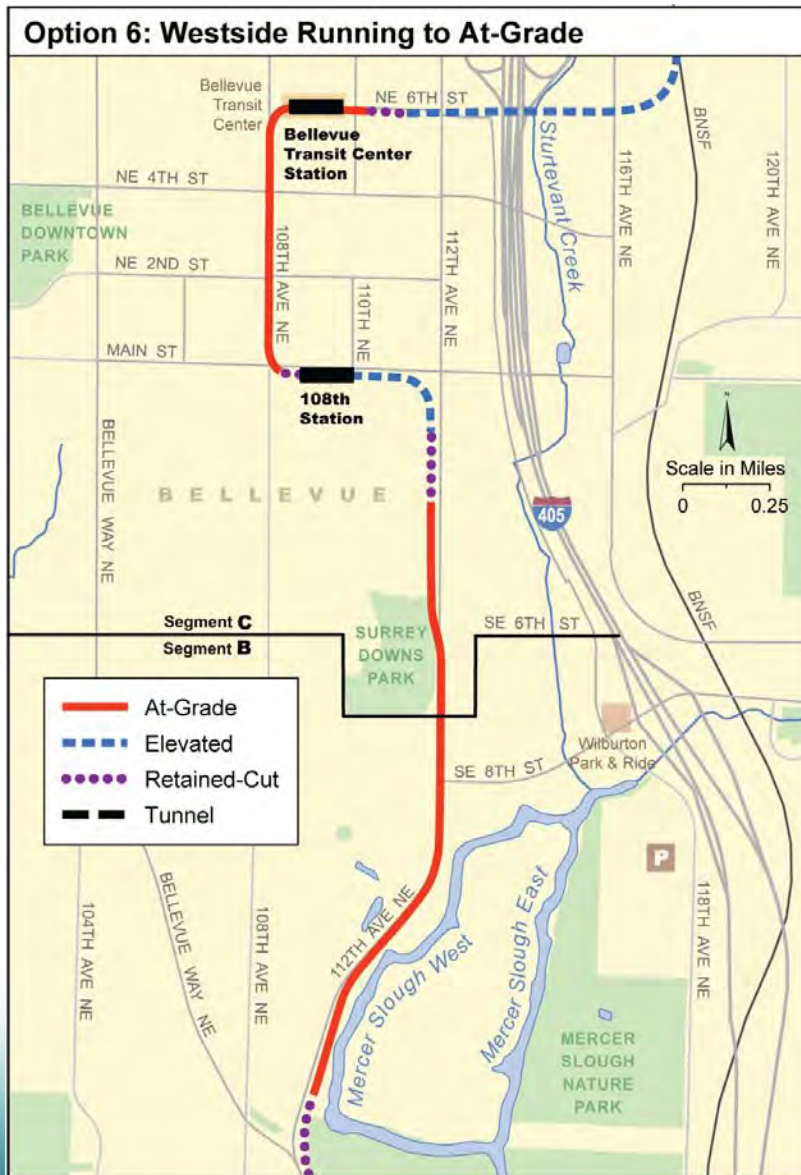 Option 6: Westside Running to At-Grade
Bellevue
Transit
Center
NE 6TH ST
Bellevue
Transit Center
Station
BNSF
Sturtevant Creek
116TH AVE NE
120TH AVE NE
NE 4TH ST
BELLEVUE
DOWNTOWN
PARK
108TH AVE NE
112TH AVE NE
NE 2ND ST
110TH NE
MAIN ST
108th
Station
BELLEVUE WAY NE
N
Scale in Miles
0 0.25
BELLEVUE
405
BNSF
Segment C
Segment B
SURREY
DOWNS
PARK
SE 6TH ST
At-Grade
Elevated
Retained-Cut
Tunnel
Wilburton
Park & Ride
SE 8TH ST
P
104TH AVE NE
BELLEVUE WAY NE
108TH AVE NE
112TH AVE NE
Mercer Slough West
Mercer Slough East
118TH AVE NE
MERCER
SLOUGH
NATURE
PARK